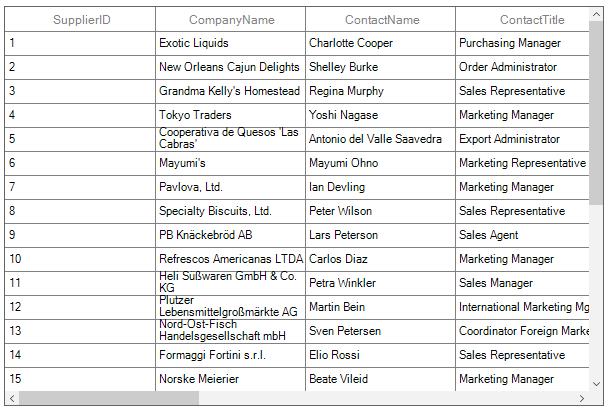 SupplierID CompanyName ContactName ContactTitle
1 Exotic Liquids Charlotte Cooper Purchasing Manager
2 New Orleans Cajun Delights Shelley Burke Order Administrator
3 Grandma Kelly's Homestead Regina Murphy Sales Representative
4 Tokyo Traders Yoshi Nagase Marketing Manager
5 Cooperativa de Quesos 'Las
Cabras' Antonio del Valle Saavedra Export Administrator
6 Mayumi's Mayumi Ohno Marketing Representative
7 Pavlova, Ltd. Ian Devling Marketing Manager
8 Specialty Biscuits, Ltd. Peter Wilson Sales Representative
9 PB Knäckebröd AB Lars Peterson Sales Agent
10 Refrescos Americanas LTDA Carlos Diaz Marketing Manager
11 Heli Süßwaren GmbH & Co.
KG Petra Winkler Sales Manager
12 Plutzer
Lebensmittelgroßmärkte AG Martin Bein International Marketing Mg
13 Nord-Ost-Fisch
Handelsgesellschaft mbH Sven Petersen Coordinator Foreign Marke
14 Formaggi Fortini s.r.l. Elio Rossi Sales Representative
15 Norske Meierier Beate Vileid Marketing Manager